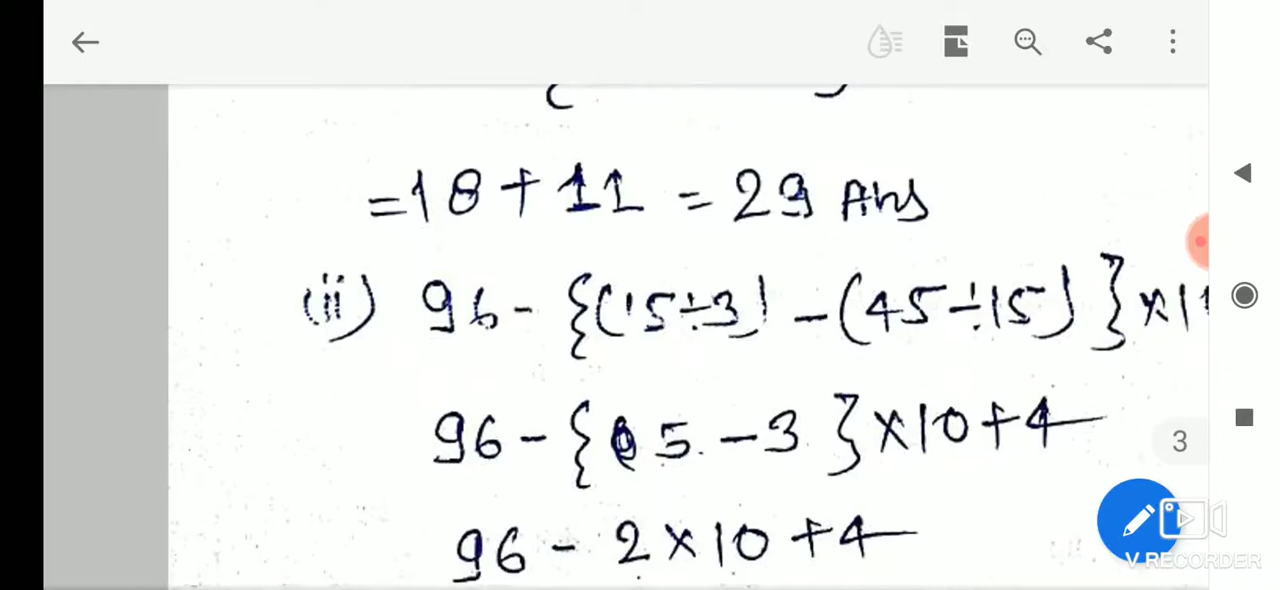 =18+11 = 29 Ans
(ii) 96-{(15÷3)-(45÷15)}×1
96-{5-3}×10+4
3
96-2×10+4
V RECORDER